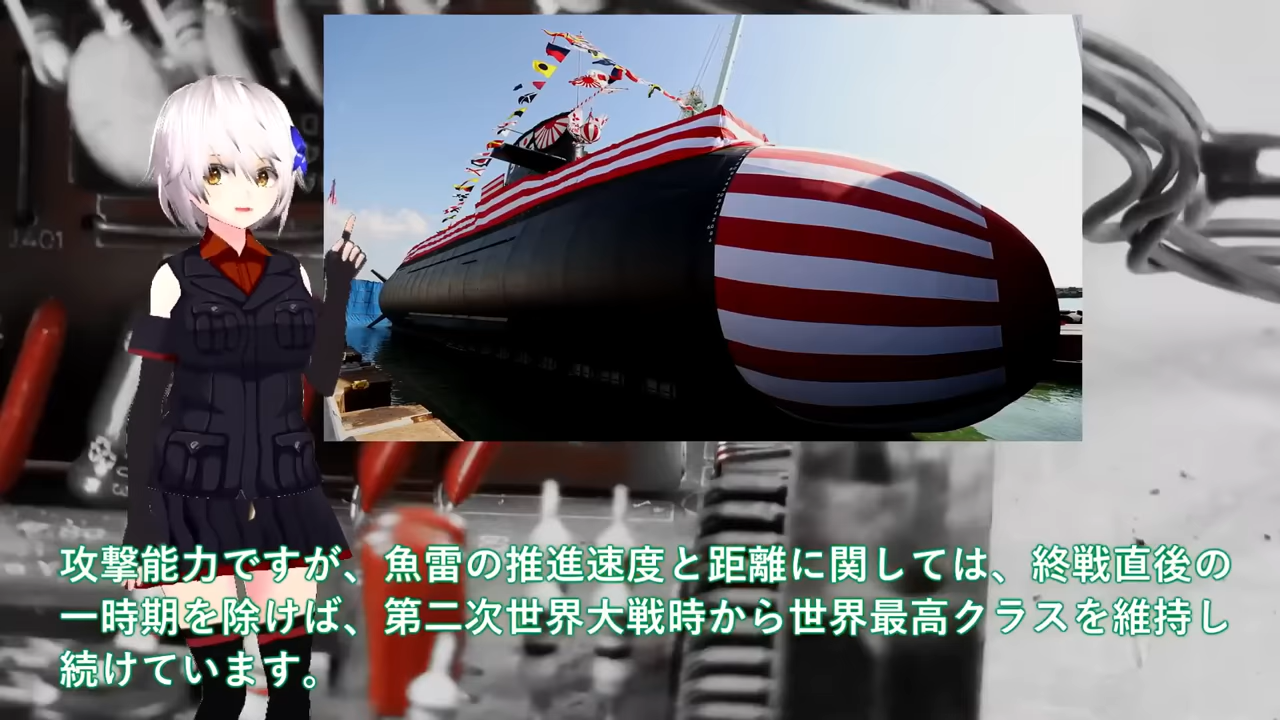 J401
攻撃能力ですが、魚雷の推進速度と距離に関しては、終戦直後の
一時期を除けば、第二次世界大戦時から世界最高クラスを維持し
続けています。